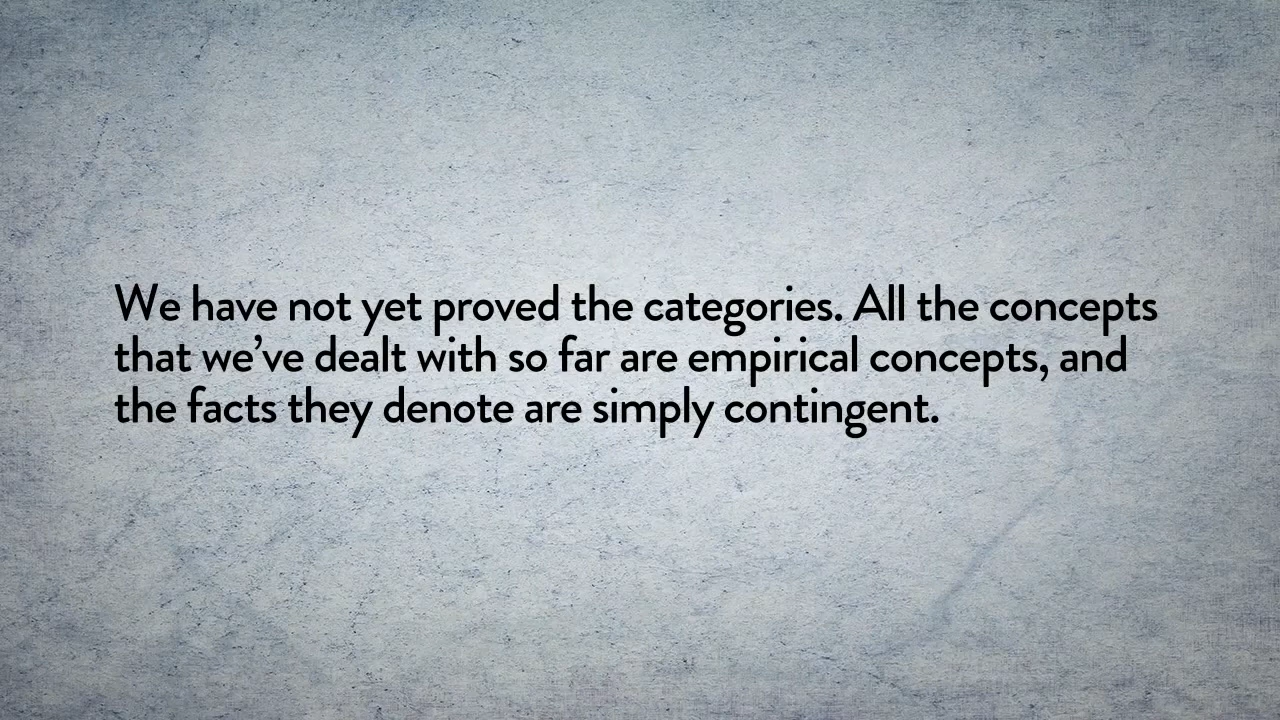 We have not yet proved the categories. All the concepts
that we’ve dealt with so far are empirical concepts, and
the facts they denote are simply contingent.